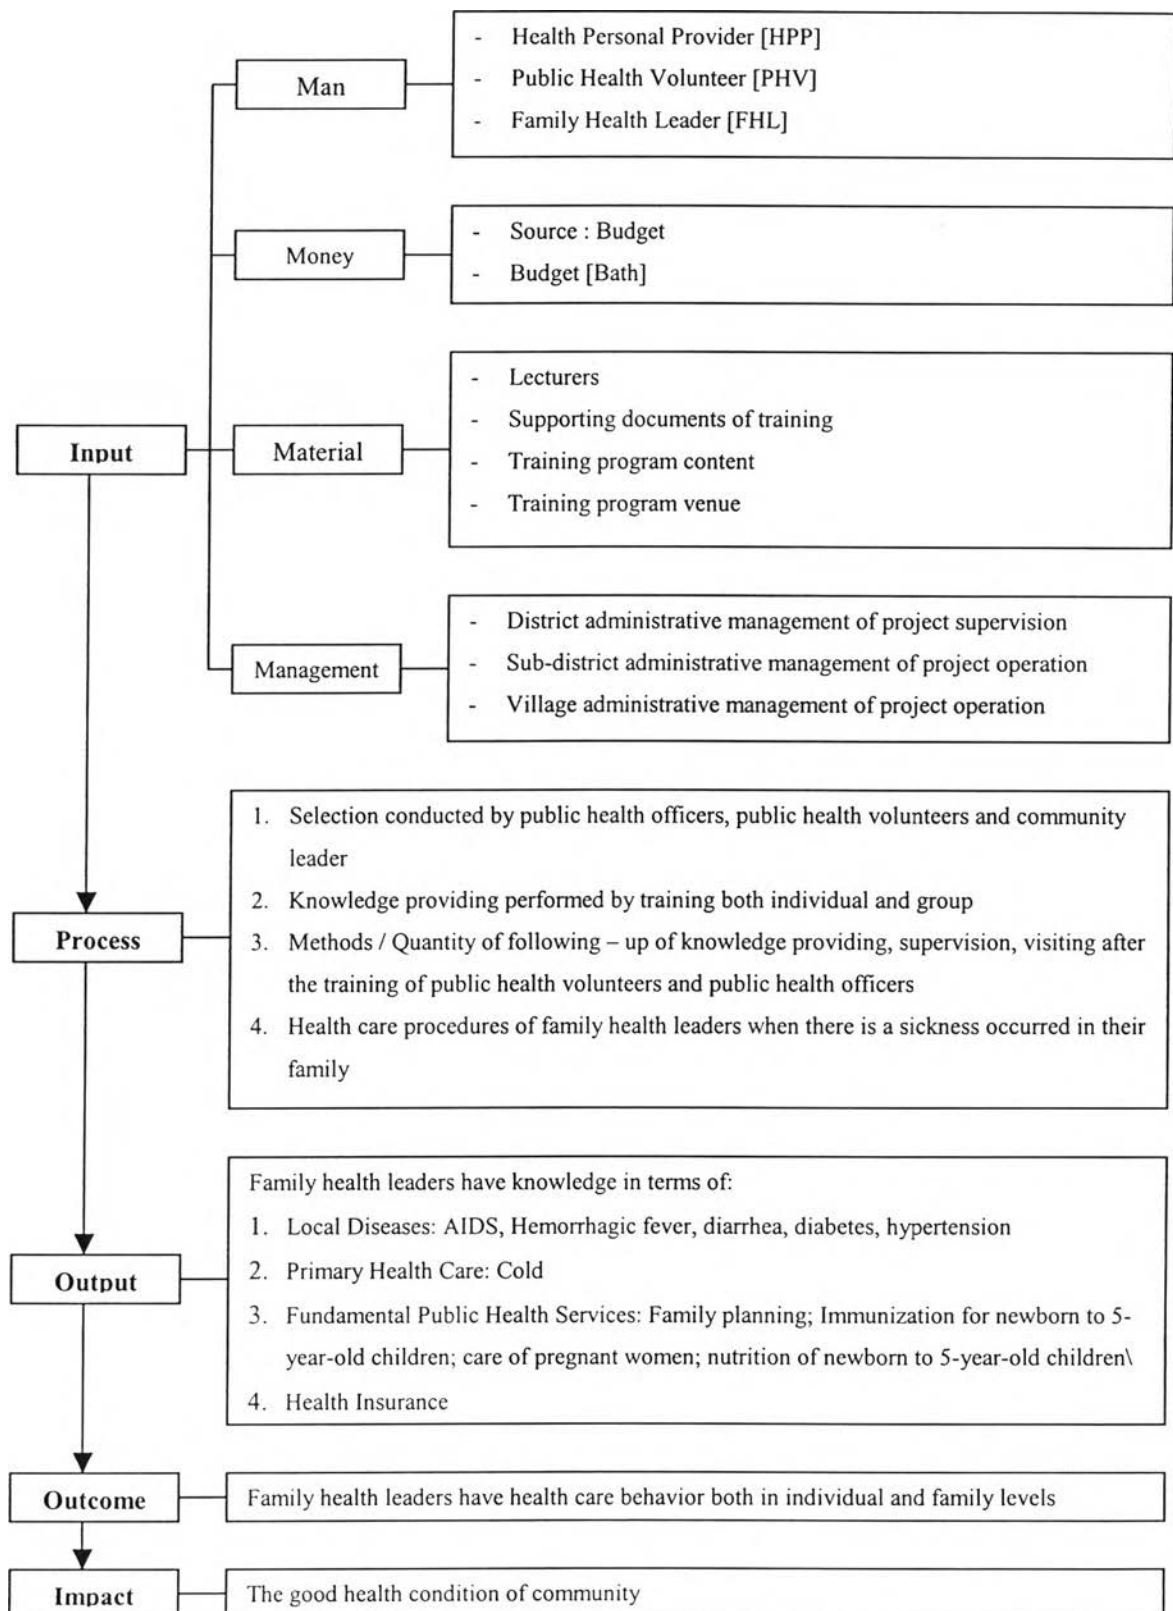 Man
- Health Personal Provider [HPP]
- Public Health Volunteer [PHV]
- Family Health Leader [FHL]
Money
- Source : Budget
- Budget [Bath]
Input
Material
- Lecturers
- Supporting documents of training
- Training program content
- Training program venue
Management
- District administrative management of project supervision
- Sub-district administrative management of project operation
- Village administrative management of project operation
Process
1. Selection conducted by public health officers, public health volunteers and community
leader
2. Knowledge providing performed by training both individual and group
3. Methods / Quantity of following – up of knowledge providing, supervision, visiting after
the training of public health volunteers and public health officers
4. Health care procedures of family health leaders when there is a sickness occurred in their
family
Output
Family health leaders have knowledge in terms of:
1. Local Diseases: AIDS, Hemorrhagic fever, diarrhea, diabetes, hypertension
2. Primary Health Care: Cold
3. Fundamental Public Health Services: Family planning; Immunization for newborn to 5-
year-old children; care of pregnant women; nutrition of newborn to 5-year-old children\
4. Health Insurance
Outcome
Family health leaders have health care behavior both in individual and family levels
Impact
The good health condition of community